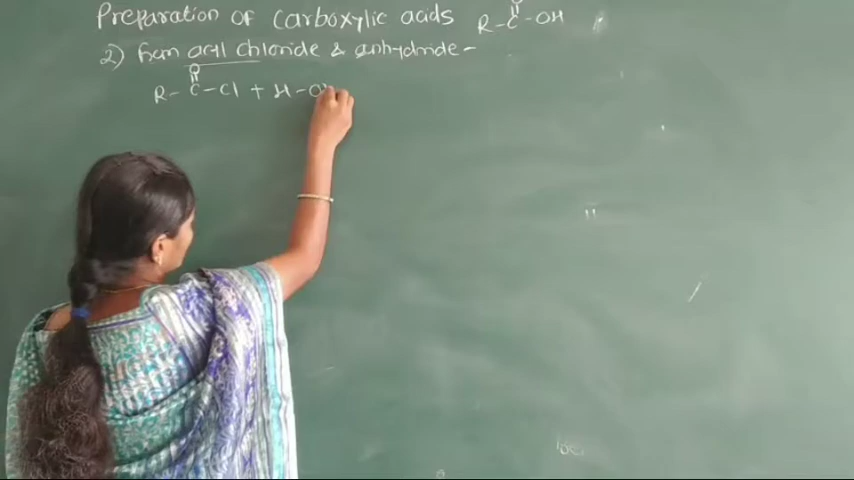 Preparation of carboxylic acids R-C-OH
O
2) From acyl chloride & anhydride -
O
R-C-Cl + H-O